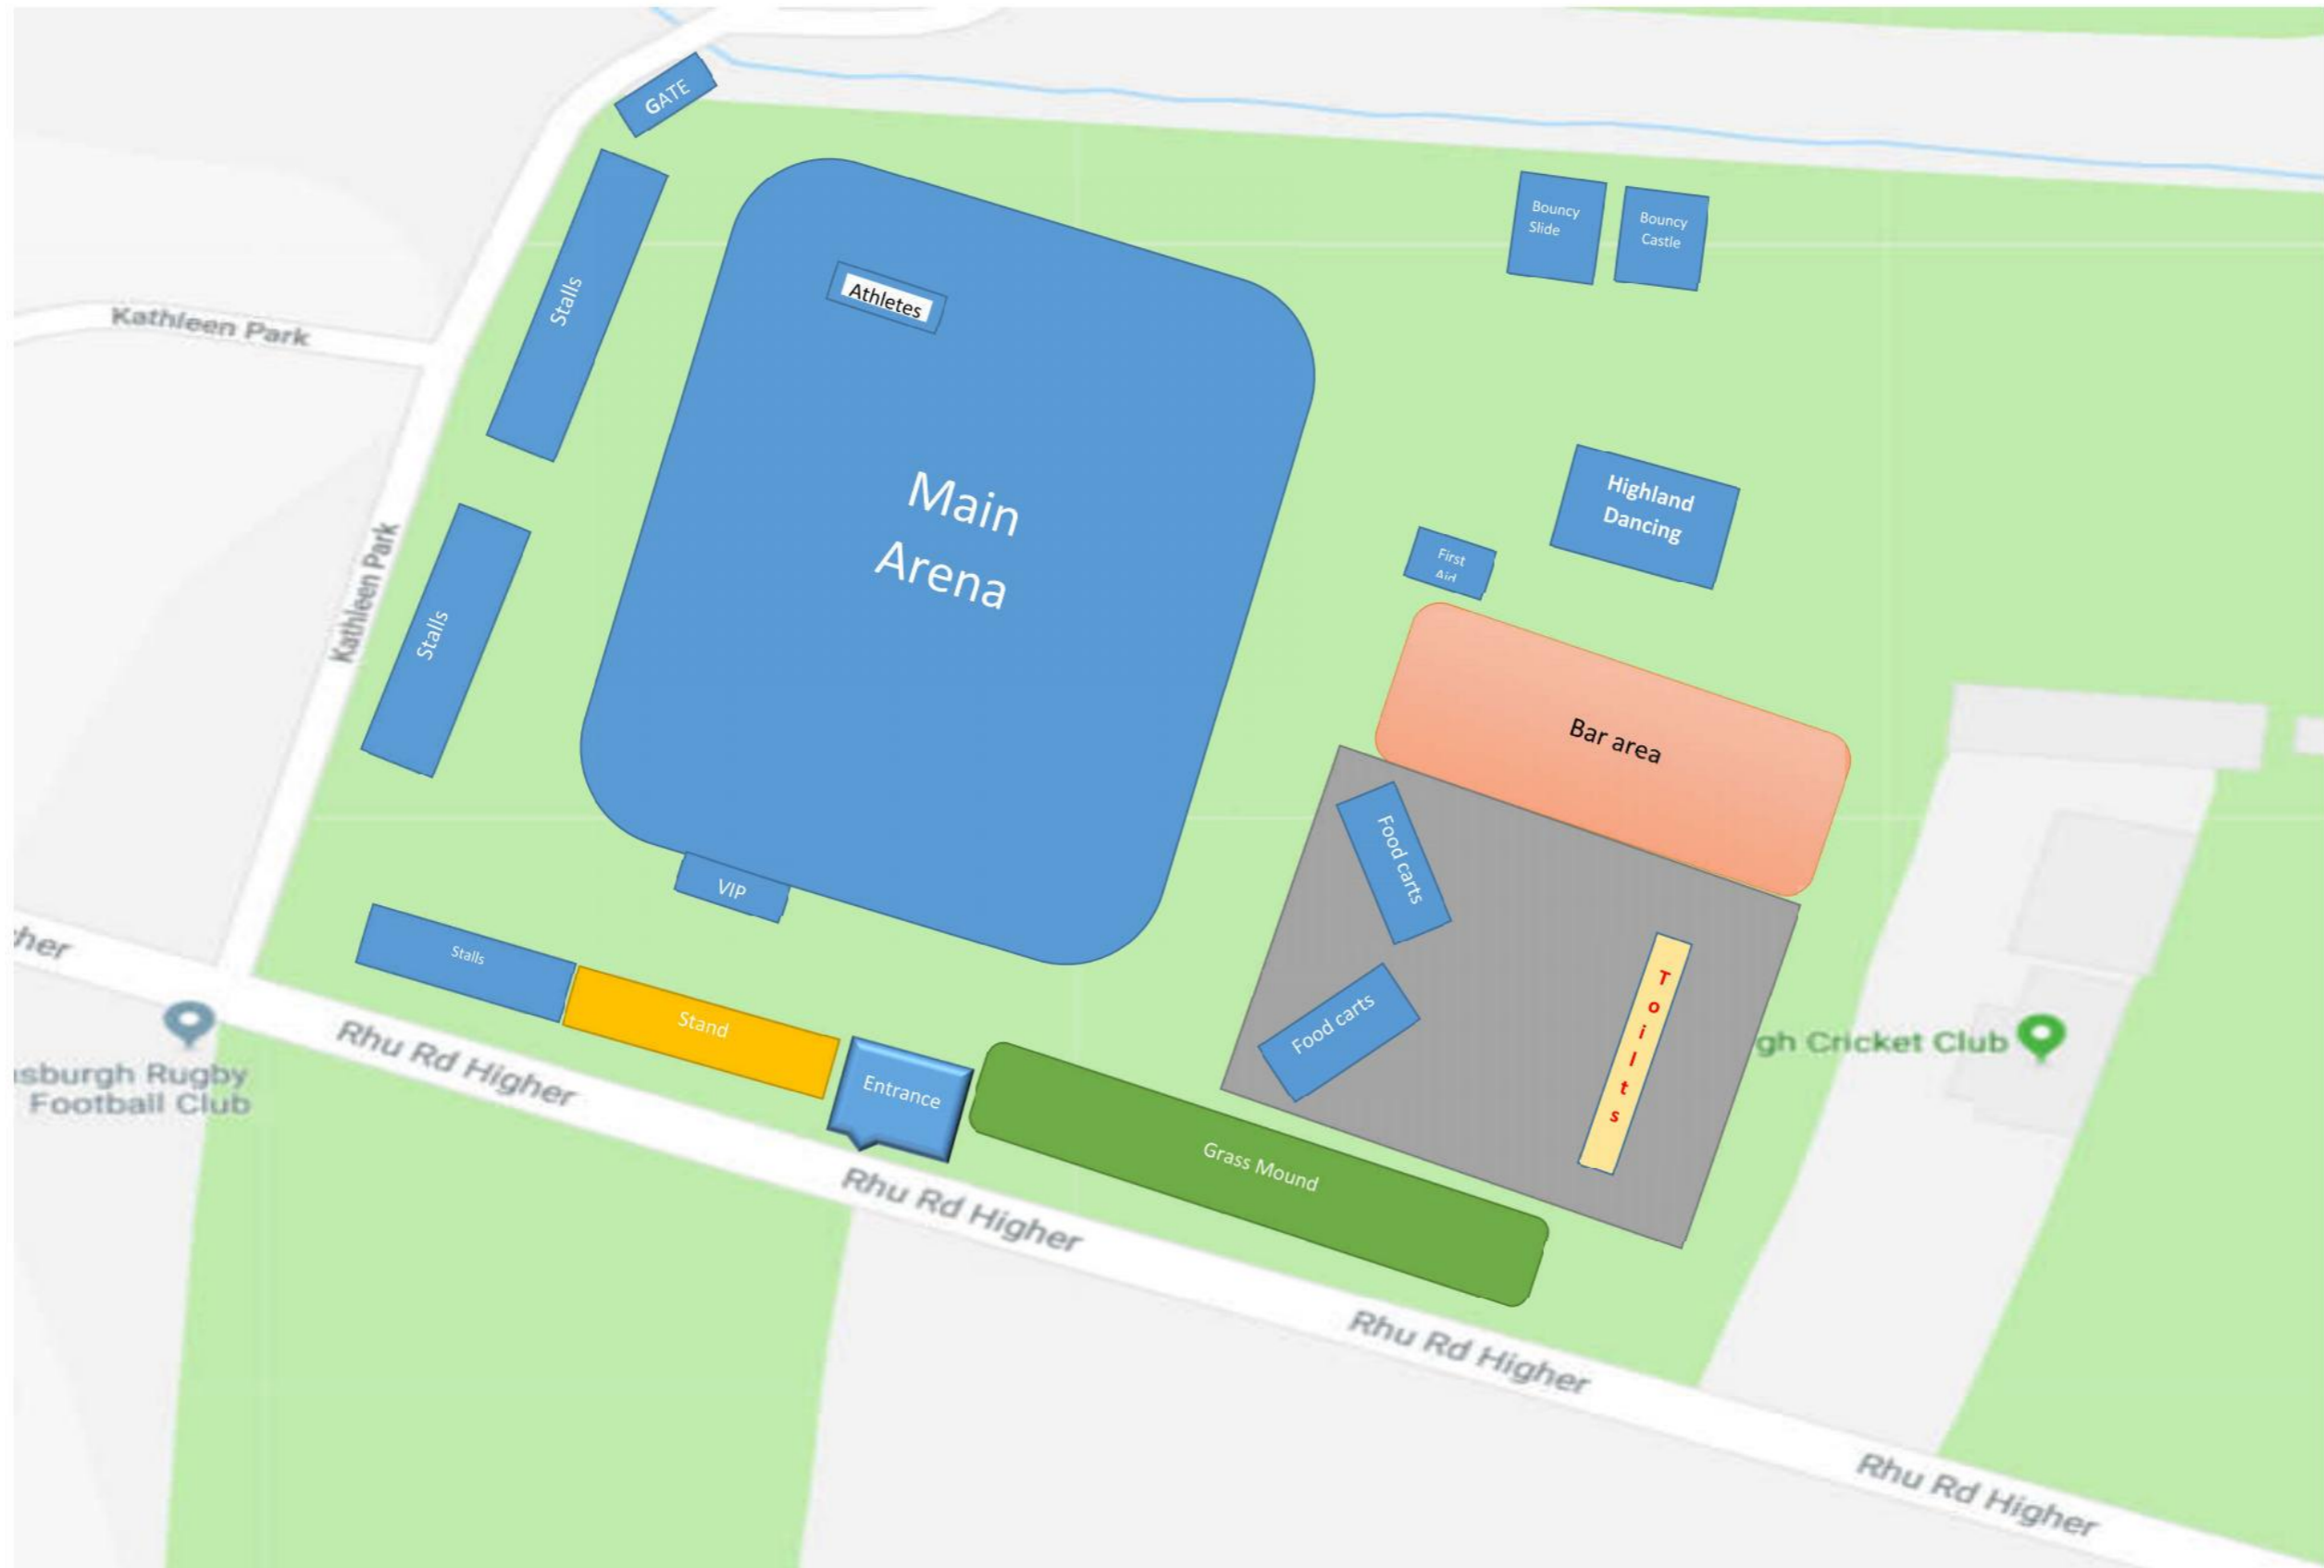 GATE
Bouncy
Slide
Bouncy
Castle
Stalls
Athletes
Kathleen Park
Main
Arena
Highland
Dancing
First
Aid
Kathleen Park
Stalls
Bar area
Food carts
VIP
her
Stalls
Stand
Toilts
Food carts
gh Cricket Club
Rhu Rd Higher
Entrance
sburgh Rugby
Football Club
Grass Mound
Rhu Rd Higher
Rhu Rd Higher
Rhu Rd Higher